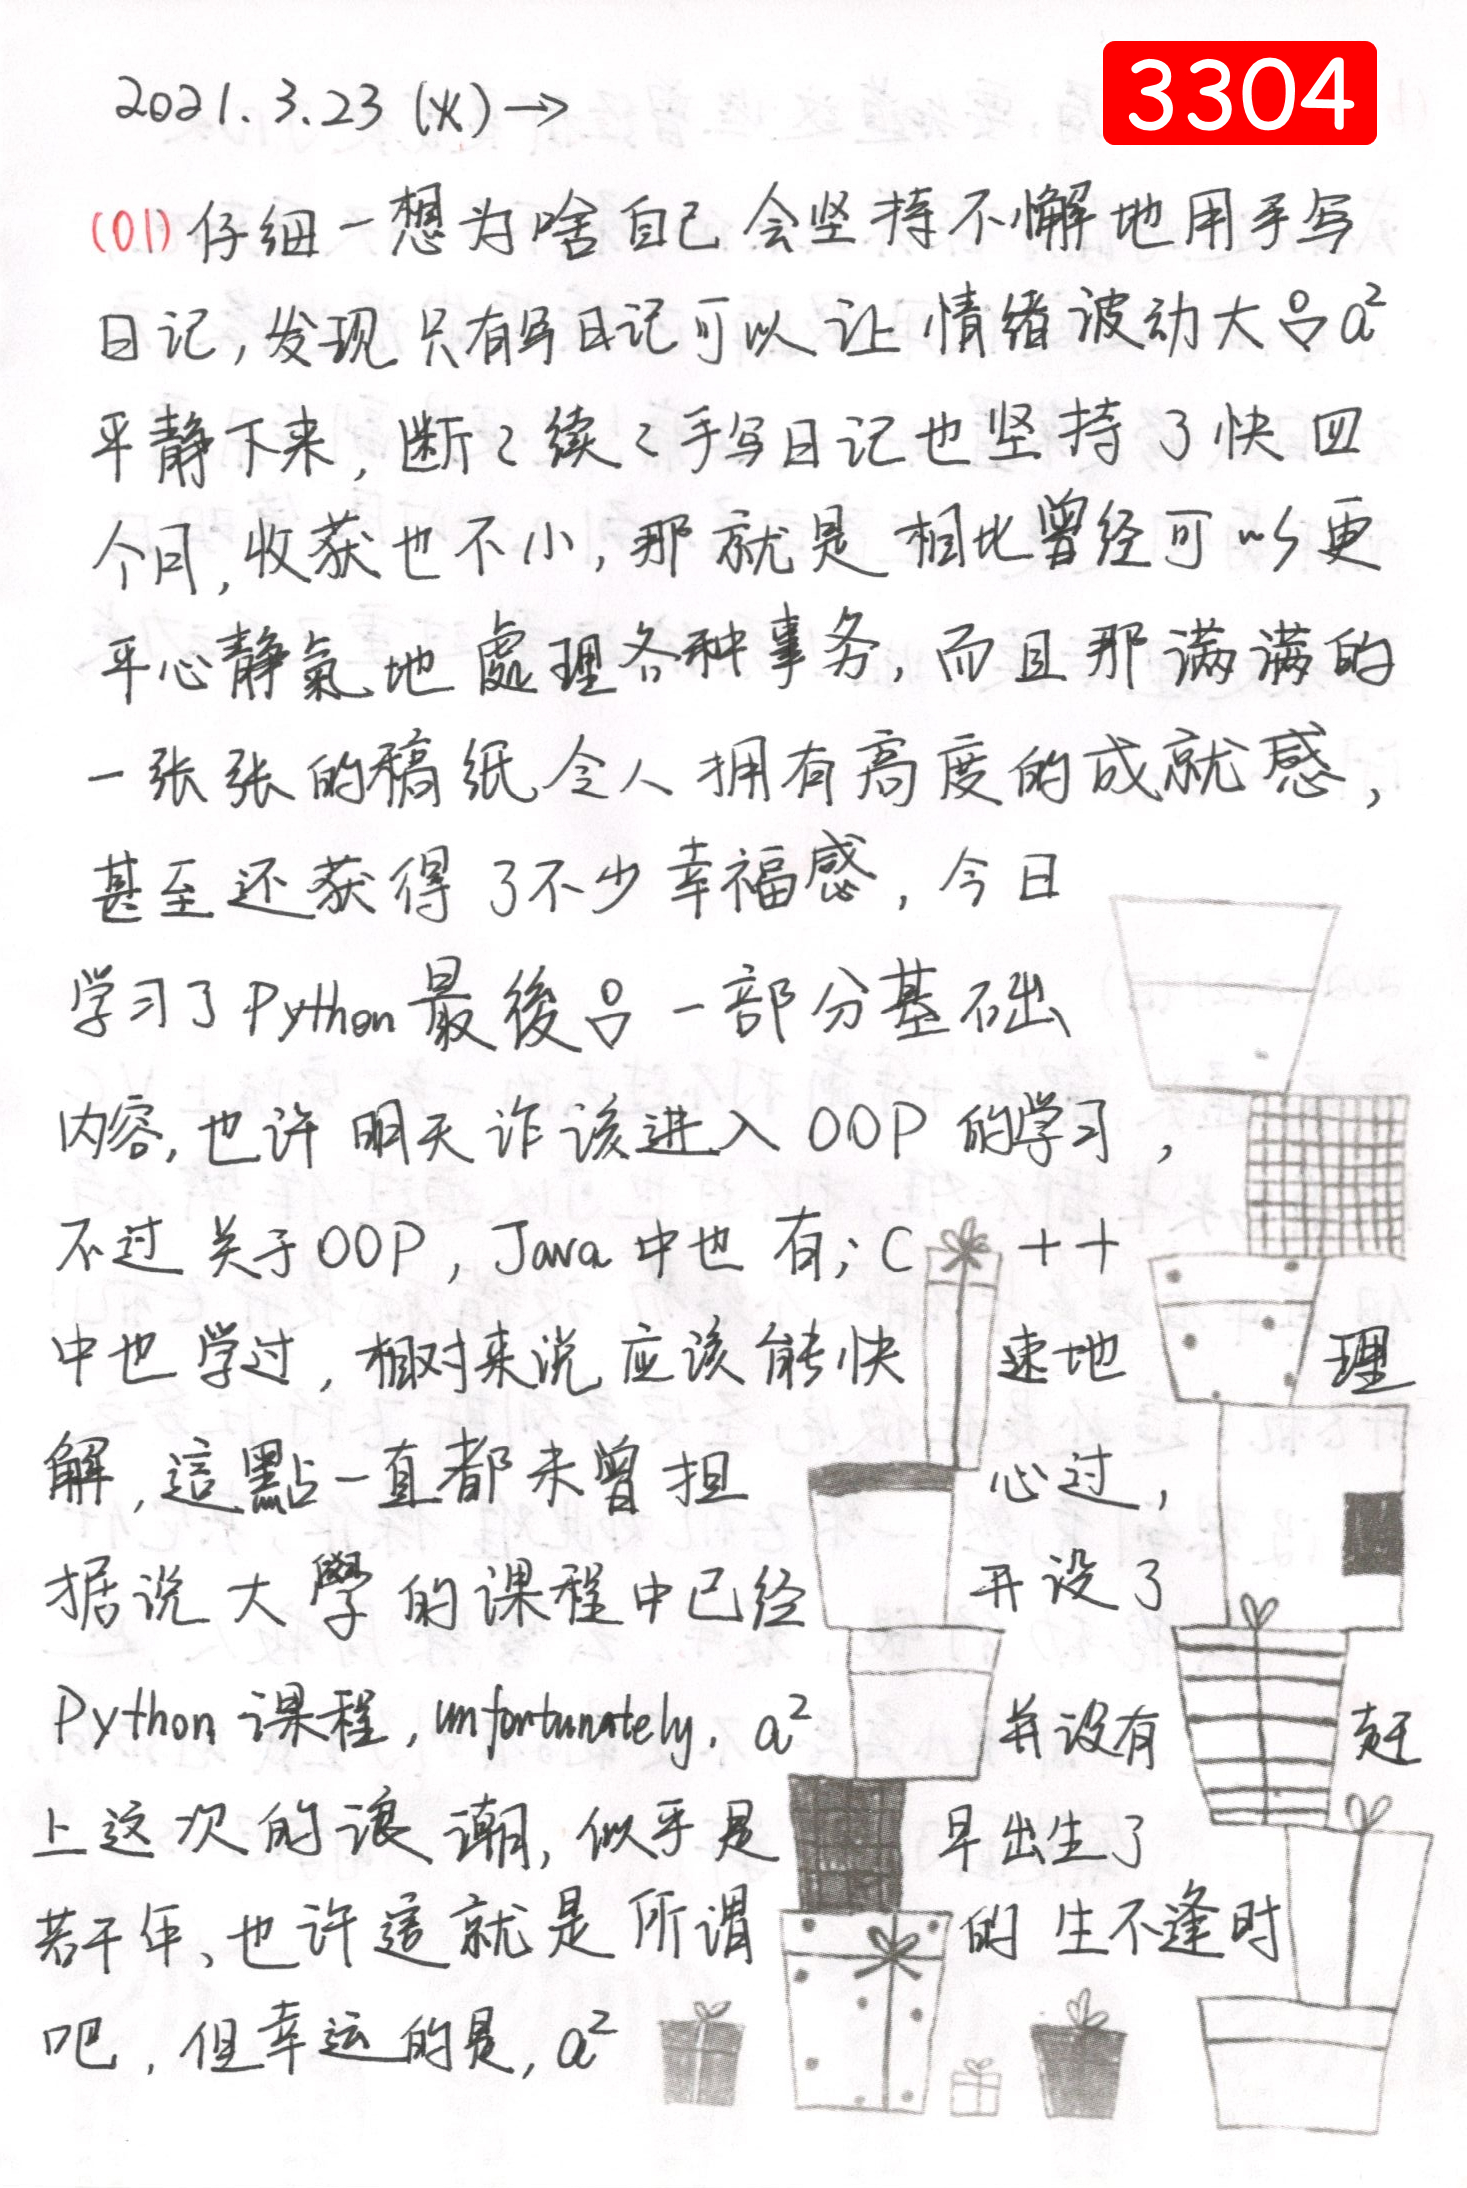 3304
2021.3.23 (火)→
(01) 仔细一想为啥自己会坚持不懈地用手写
日记,发现只有写日记可以让情绪波动大吕a²
平静下来,断々续々手写日记也坚持了快四
个月,收获也不小,那就是相比曾经可以更
平心静氣地處理各种事务,而且那满满的
一张张的稿纸令人拥有高度的成就感,
甚至还获得了不少幸福感,今日
学习了Python最後吕一部分基础
内容,也许明天诈该进入OOP的学习,
不过关于OOP,Java中也有;C++
中也学过,相对来说应该能快速地理
解,這點一直都未曾担心过,
据说大學的课程中已经开设了
Python课程,unfortunately,a²并没有赶
上这次的浪潮,似乎是早出生了
若干年、也许這就是所谓的生不逢时
吧,但幸运的是,a²